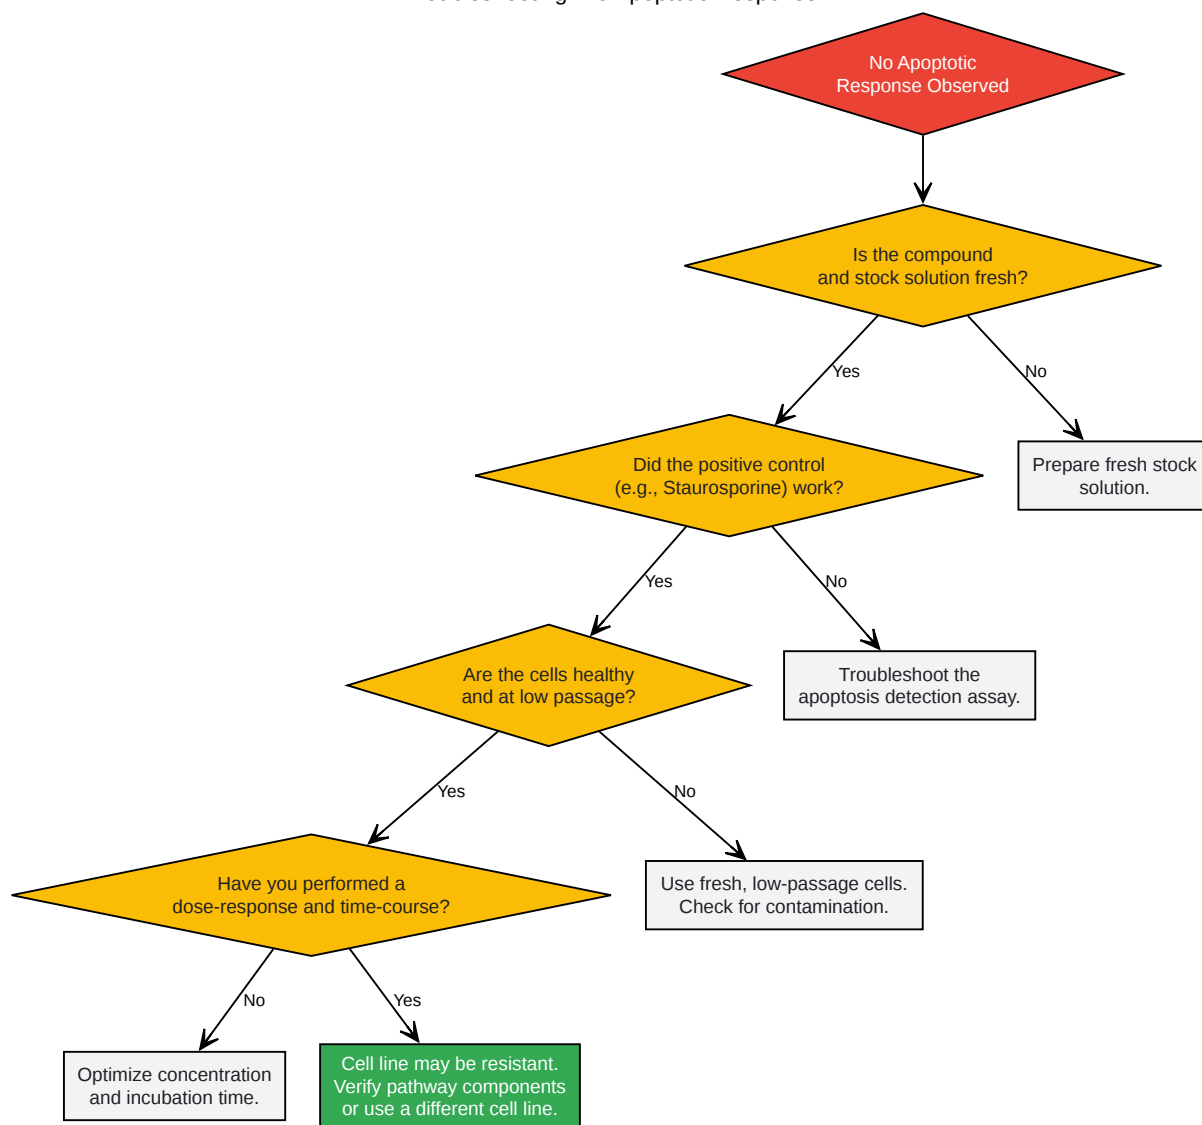 No Apoptotic
Response Observed
Is the compound
and stock solution fresh?
Yes
No
Did the positive control
(e.g., Staurosporine) work?
Prepare fresh stock
solution.
Yes
No
Are the cells healthy
and at low passage?
Troubleshoot the
apoptosis detection assay.
Yes
No
Have you performed a
dose-response and time-course?
Use fresh, low-passage cells.
Check for contamination.
No
Yes
Optimize concentration
and incubation time.
Cell line may be resistant.
Verify pathway components
or use a different cell line.